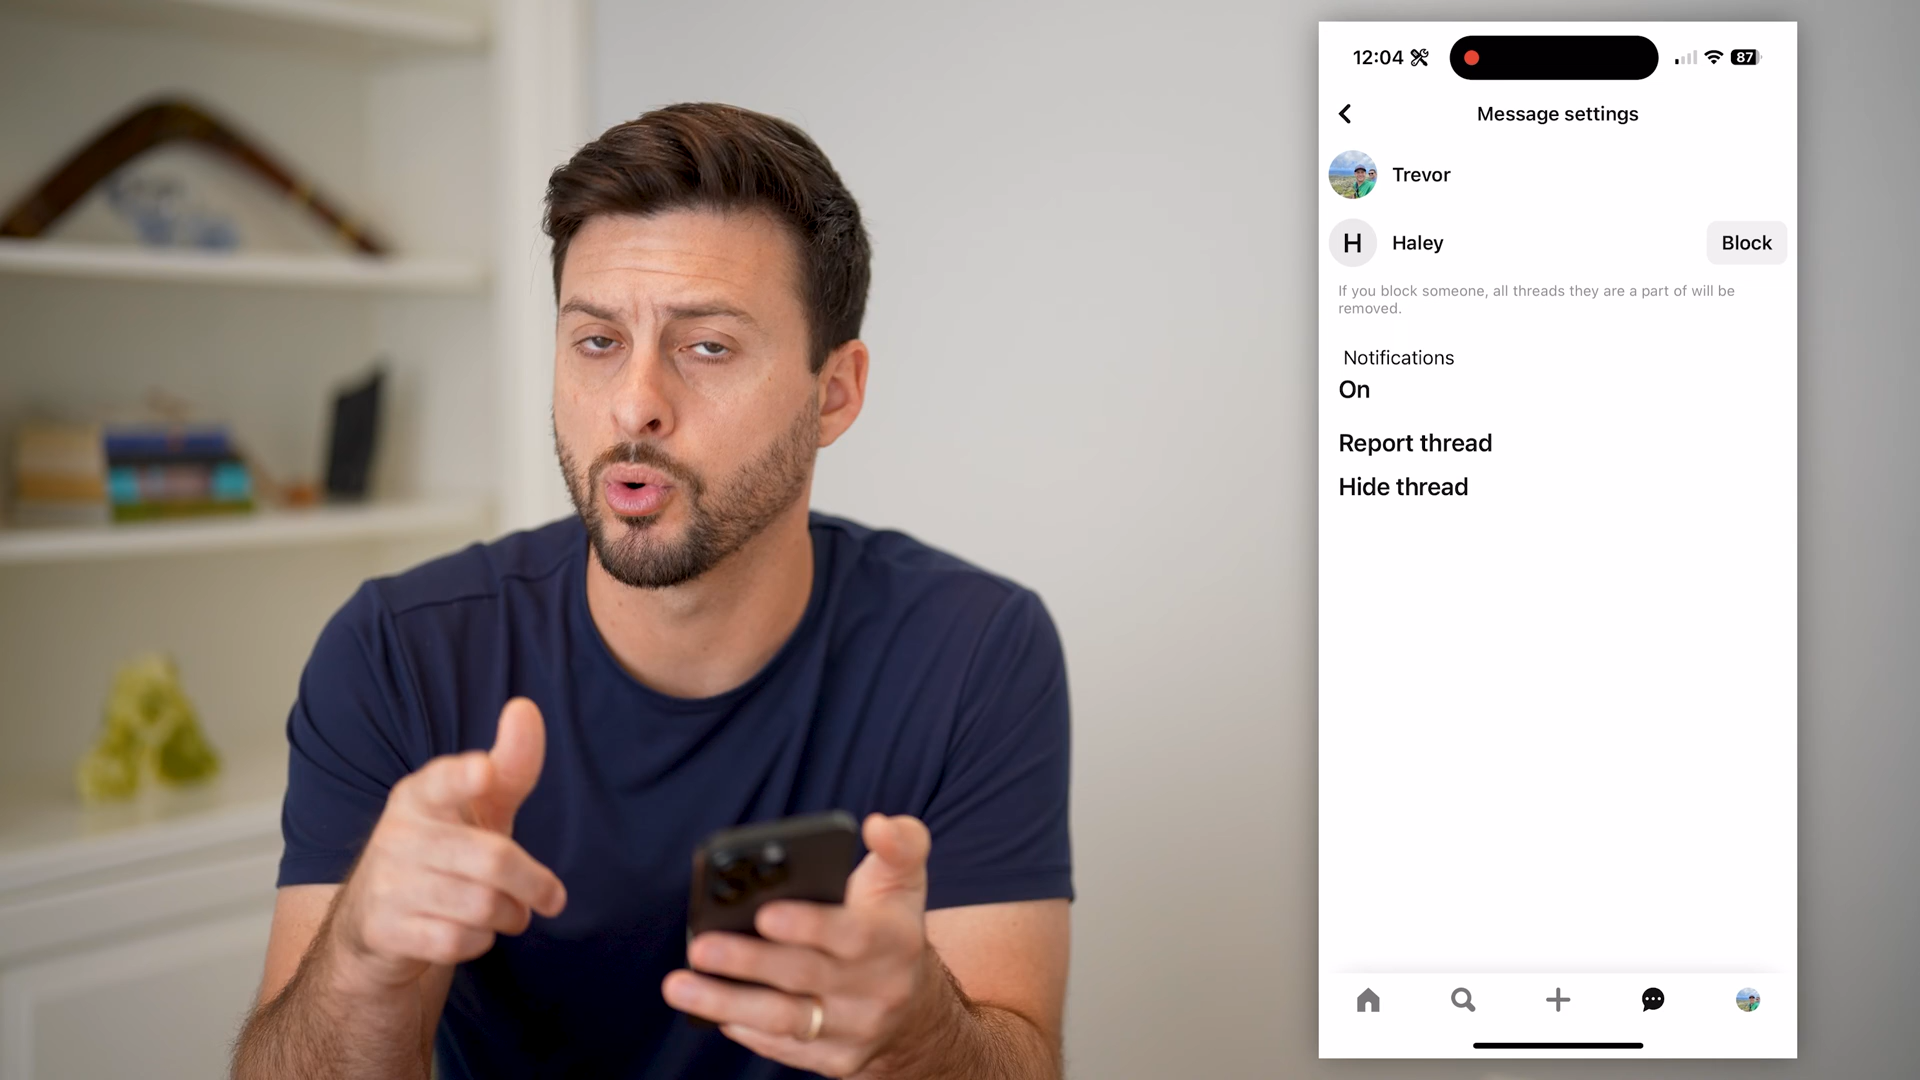 12:04
87
Message settings
Trevor
H
Haley
Block
If you block someone, all threads they are a part of will be
removed.
Notifications
On
Report thread
Hide thread